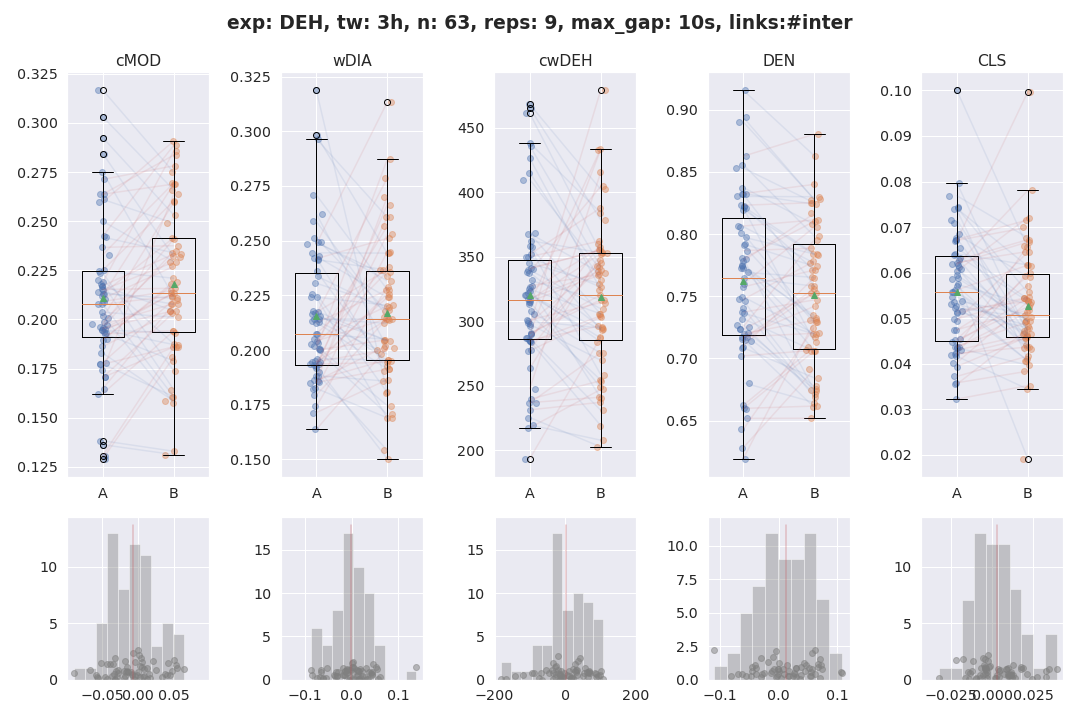 exp: DEH, tw: 3h, n: 63, reps: 9, max_gap: 10s, links:#inter
cMOD
wDIA
cwDEH
DEN
CLS
0.325
0.300
0.275
0.250
0.225
0.200
0.175
0.150
0.125
A
B
0.325
0.300
0.275
0.250
0.225
0.200
0.175
0.150
A
B
450
400
350
300
250
200
A
B
0.90
0.85
0.80
0.75
0.70
0.65
A
B
0.10
0.09
0.08
0.07
0.06
0.05
0.04
0.03
0.02
A
B
10
5
0
−0.05 0.00 0.05
15
10
5
0
−0.1 0.0 0.1
15
10
5
0
−200 0 200
10.0
7.5
5.0
2.5
0.0
−0.1 0.0 0.1
10
5
0
−0.025 0.000 0.025